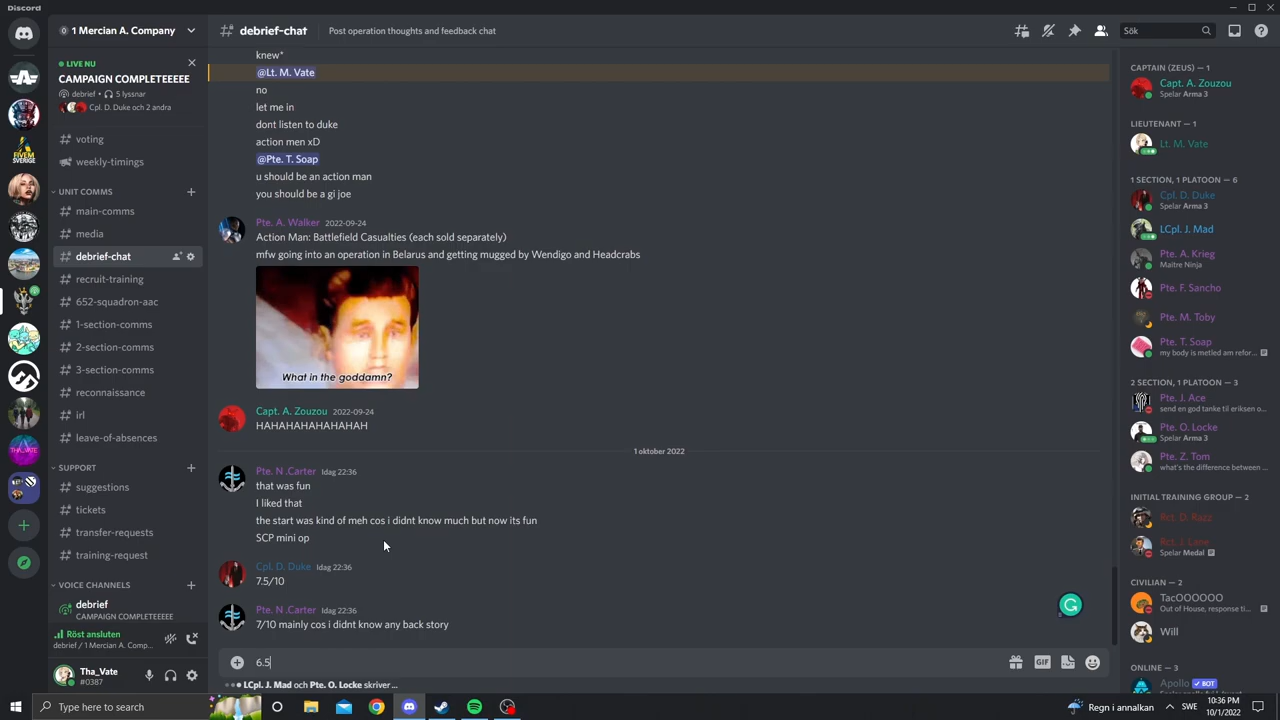 Discord
1 Mercian A. Company
debrief-chat
Post operation thoughts and feedback chat
Sök
LIVE NU
CAMPAIGN COMPLETEEEEE
debrief / 5 lyssnar
Cpl. D. Duke och 2 andra
voting
weekly-timings
UNIT COMMS
main-comms
media
debrief-chat
recruit-training
652-squadron-aac
1-section-comms
2-section-comms
3-section-comms
reconnaissance
irl
leave-of-absences
SUPPORT
suggestions
tickets
transfer-requests
training-request
VOICE CHANNELS
debrief
CAMPAIGN COMPLETEEEEE
Röst ansluten
debrief / 1 Mercian A. Comp...
Tha_Vate
#0387
knew*
@Lt. M. Vate
no
let me in
dont listen to duke
action men xD
@Pte. T. Soap
u should be an action man
you should be a gi joe
Pte. A. Walker 2022-09-24
Action Man: Battlefield Casualties (each sold separately)
mfw going into an operation in Belarus and getting mugged by Wendigo and Headcrabs
What in the goddamn?
Capt. A. Zouzou 2022-09-24
HAHAHAHAHAHAHAH
1 oktober 2022
Pte. N .Carter Idag 22:36
that was fun
I liked that
the start was kind of meh cos i didnt know much but now its fun
SCP mini op
Cpl. D. Duke Idag 22:36
7.5/10
Pte. N .Carter Idag 22:36
7/10 mainly cos i didnt know any back story
6.5
GIF
LCpl. J. Mad och Pte. O. Locke skriver...
CAPTAIN (ZEUS) — 1
Capt. A. Zouzou
Spelar Arma 3
LIEUTENANT — 1
Lt. M. Vate
1 SECTION, 1 PLATOON — 6
Cpl. D. Duke
Spelar Arma 3
LCpl. J. Mad
Pte. A. Krieg
Maitre Ninja
Pte. F. Sancho
Pte. M. Toby
Pte. T. Soap
my body is metled am refor...
2 SECTION, 1 PLATOON — 3
Pte. J. Ace
send en god tanke til eriksen o...
Pte. O. Locke
Spelar Arma 3
Pte. Z. Tom
what's the difference between ...
INITIAL TRAINING GROUP — 2
Rct. D. Razz
Rct. J. Lane
Spelar Medal
CIVILIAN — 2
TacOOOOOO
Out of House, response ti...
Will
ONLINE — 3
Apollo BOT
Type here to search
Regn i annalkan
SWE
10:36 PM
10/1/2022